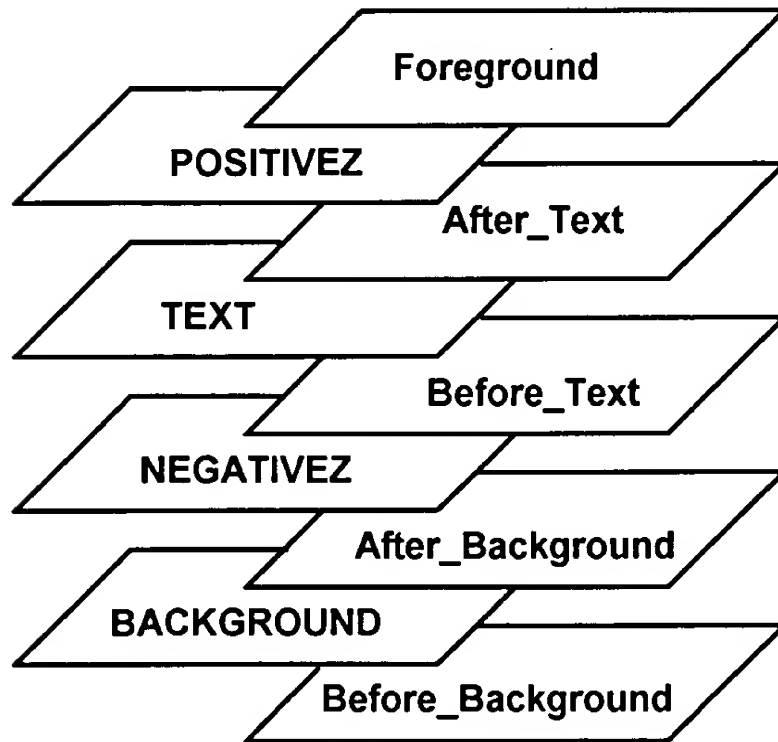 Foreground
POSITIVEZ
After_Text
TEXT
Before_Text
NEGATIVEZ
After_Background
BACKGROUND
Before_Background